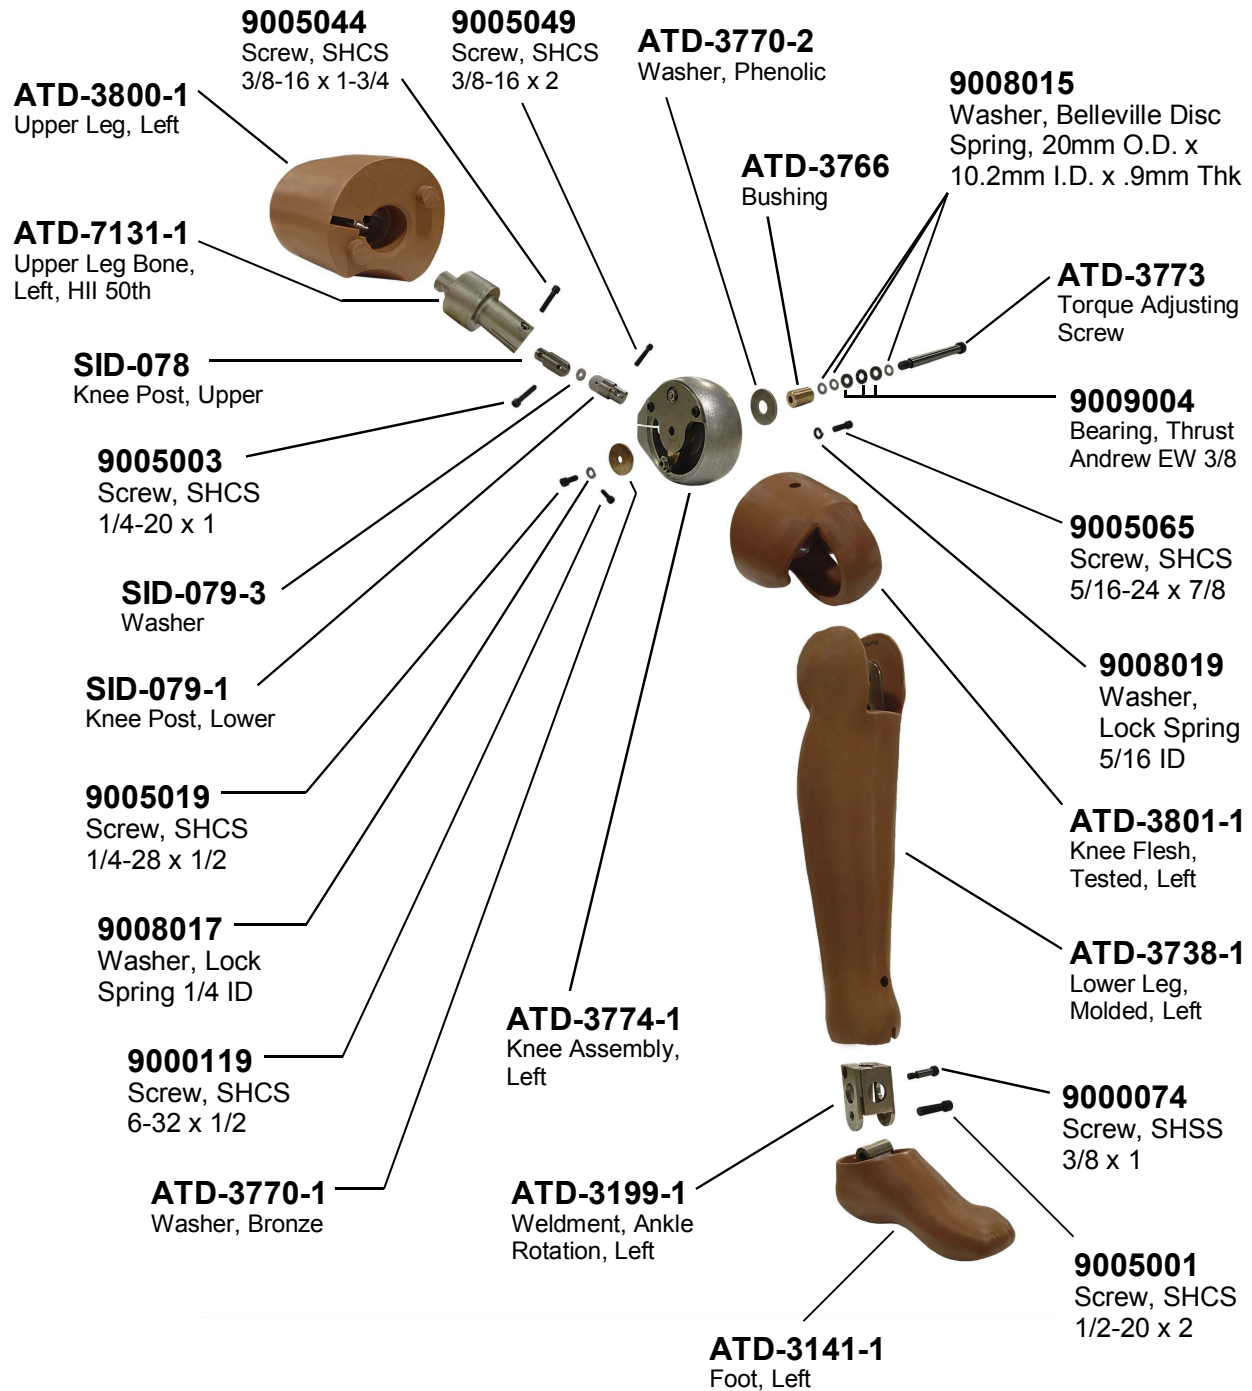 9005044
Screw, SHCS
3/8-16 x 1-3/4
9005049
Screw, SHCS
3/8-16 x 2
ATD-3770-2
Washer, Phenolic
9008015
Washer, Belleville Disc
Spring, 20mm O.D. x
10.2mm I.D. x .9mm Thk
ATD-3800-1
Upper Leg, Left
ATD-3766
Bushing
ATD-7131-1
Upper Leg Bone,
Left, HII 50th
ATD-3773
Torque Adjusting
Screw
SID-078
Knee Post, Upper
9009004
Bearing, Thrust
Andrew EW 3/8
9005003
Screw, SHCS
1/4-20 x 1
9005065
Screw, SHCS
5/16-24 x 7/8
SID-079-3
Washer
9008019
Washer,
Lock Spring
5/16 ID
SID-079-1
Knee Post, Lower
9005019
Screw, SHCS
1/4-28 x 1/2
ATD-3801-1
Knee Flesh,
Tested, Left
9008017
Washer, Lock
Spring 1/4 ID
ATD-3738-1
Lower Leg,
Molded, Left
ATD-3774-1
Knee Assembly,
Left
9000119
Screw, SHCS
6-32 x 1/2
9000074
Screw, SHSS
3/8 x 1
ATD-3770-1
Washer, Bronze
ATD-3199-1
Weldment, Ankle
Rotation, Left
9005001
Screw, SHCS
1/2-20 x 2
ATD-3141-1
Foot, Left